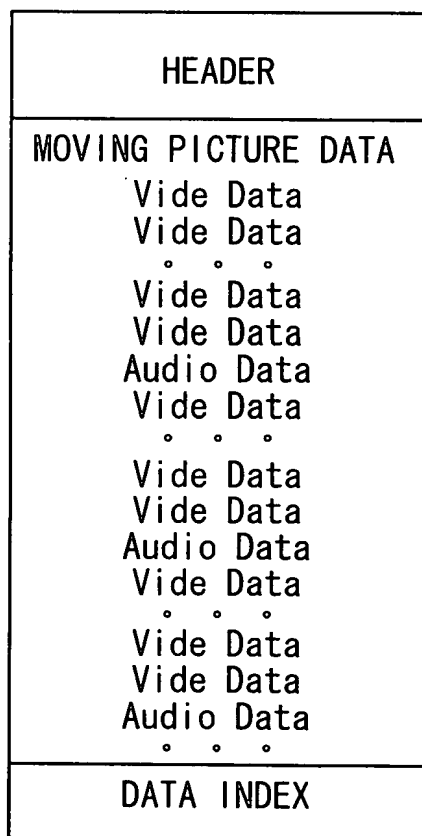 HEADER
MOVING PICTURE DATA
Vide Data
Vide Data
。 。 。
Vide Data
Vide Data
Audio Data
Vide Data
。 。 。
Vide Data
Vide Data
Audio Data
Vide Data
。 。 。
Vide Data
Vide Data
Audio Data
。 。 。
DATA INDEX